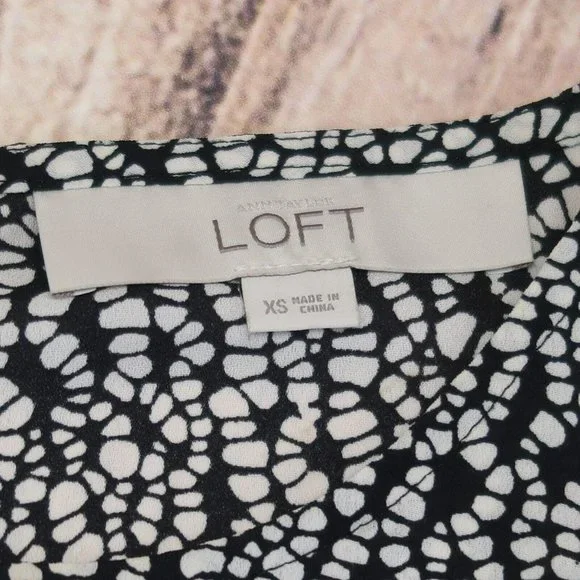 ANN TAYLOR
LOFT
XS MADE IN
CHINA